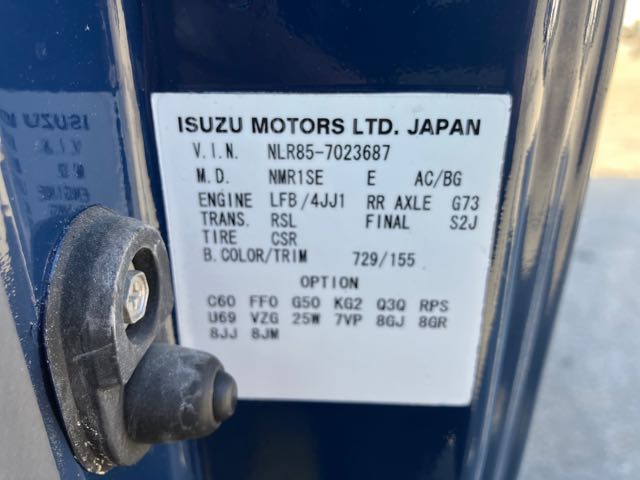 ISUZU MOTORS LTD. JAPAN
V.I.N. NLR85-7023687
M.D. NMR1SE E AC/BG
ENGINE LFB/4JJ1 RR AXLE G73
TRANS. RSL FINAL S2J
TIRE CSR
B.COLOR/TRIM 729/155
OPTION
C60 FF0 G50 KG2 Q3Q RPS
U69 VZG 25W 7VP 8GJ 8GR
8JJ 8JM